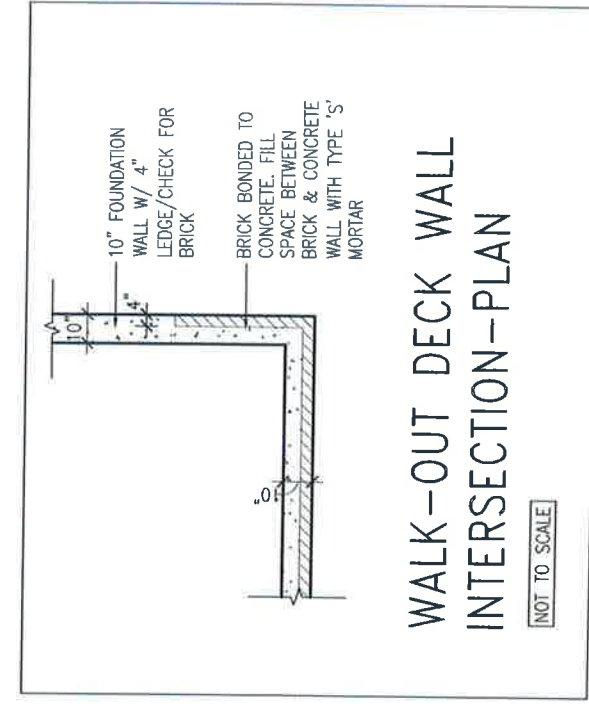 10" FOUNDATION
WALL W/ 4"
LEDGE/CHECK FOR
BRICK
10"
4"
BRICK BONDED TO
CONCRETE. FILL
SPACE BETWEEN
BRICK & CONCRETE
WALL WITH TYPE 'S'
MORTAR
10"
WALK-OUT DECK WALL
INTERSECTION-PLAN
NOT TO SCALE